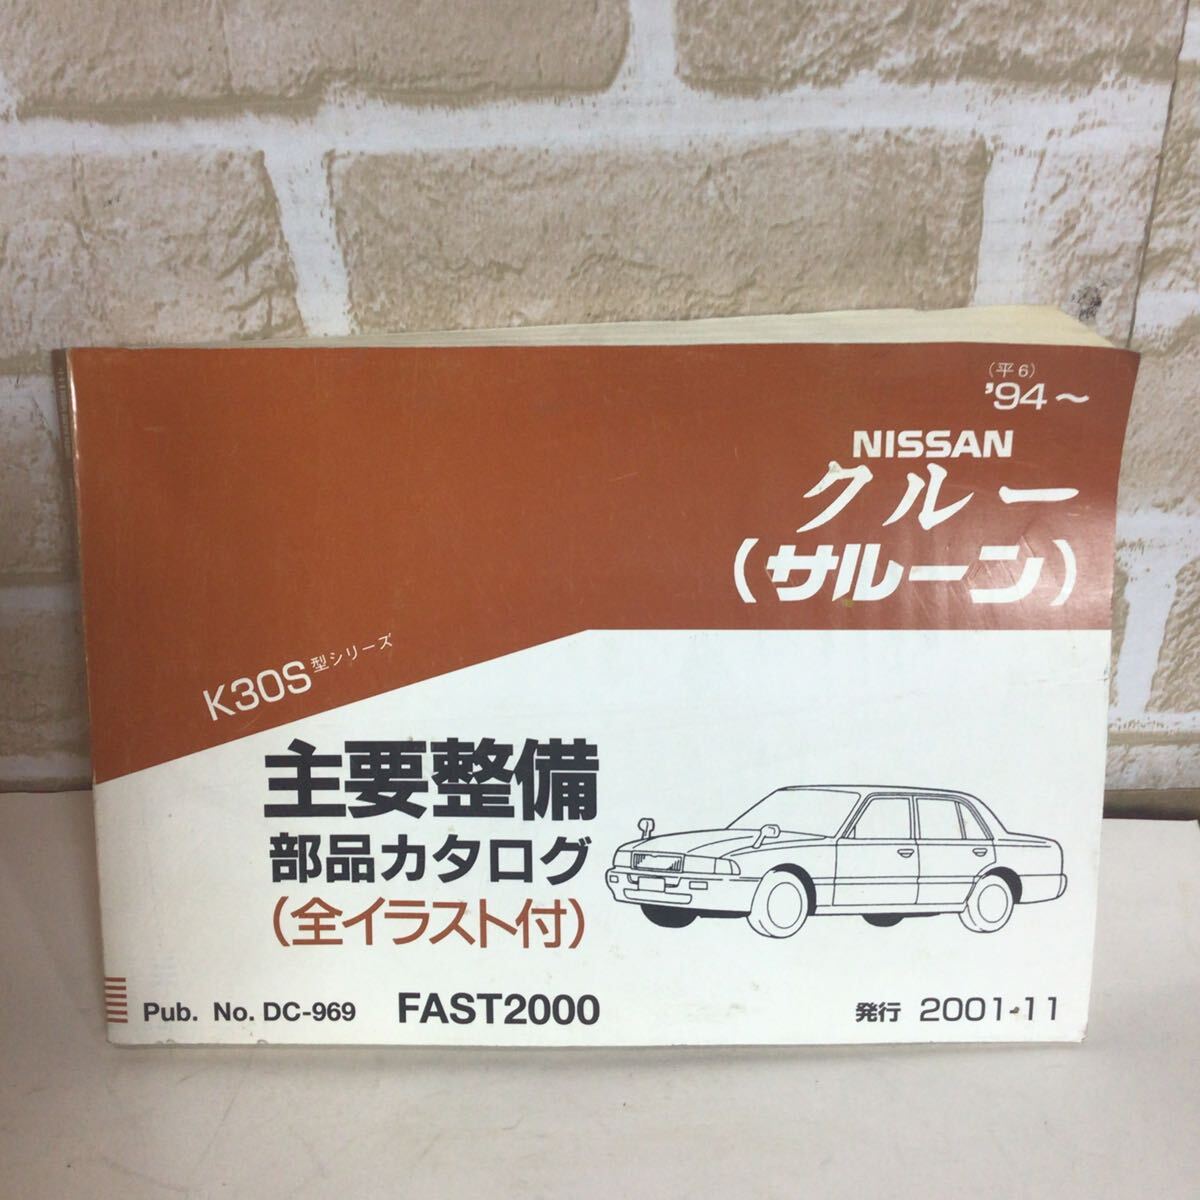 (平6)
'94~
NISSAN
クルー
(サルーン)
K30S型シリーズ
主要整備
部品カタログ
(全イラスト付)
Pub. No. DC-969 FAST2000
発行 2001-11